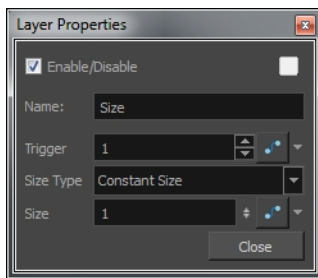 Layer Properties
Enable/Disable
Name: Size
Trigger 1
Size Type Constant Size
Size 1
Close